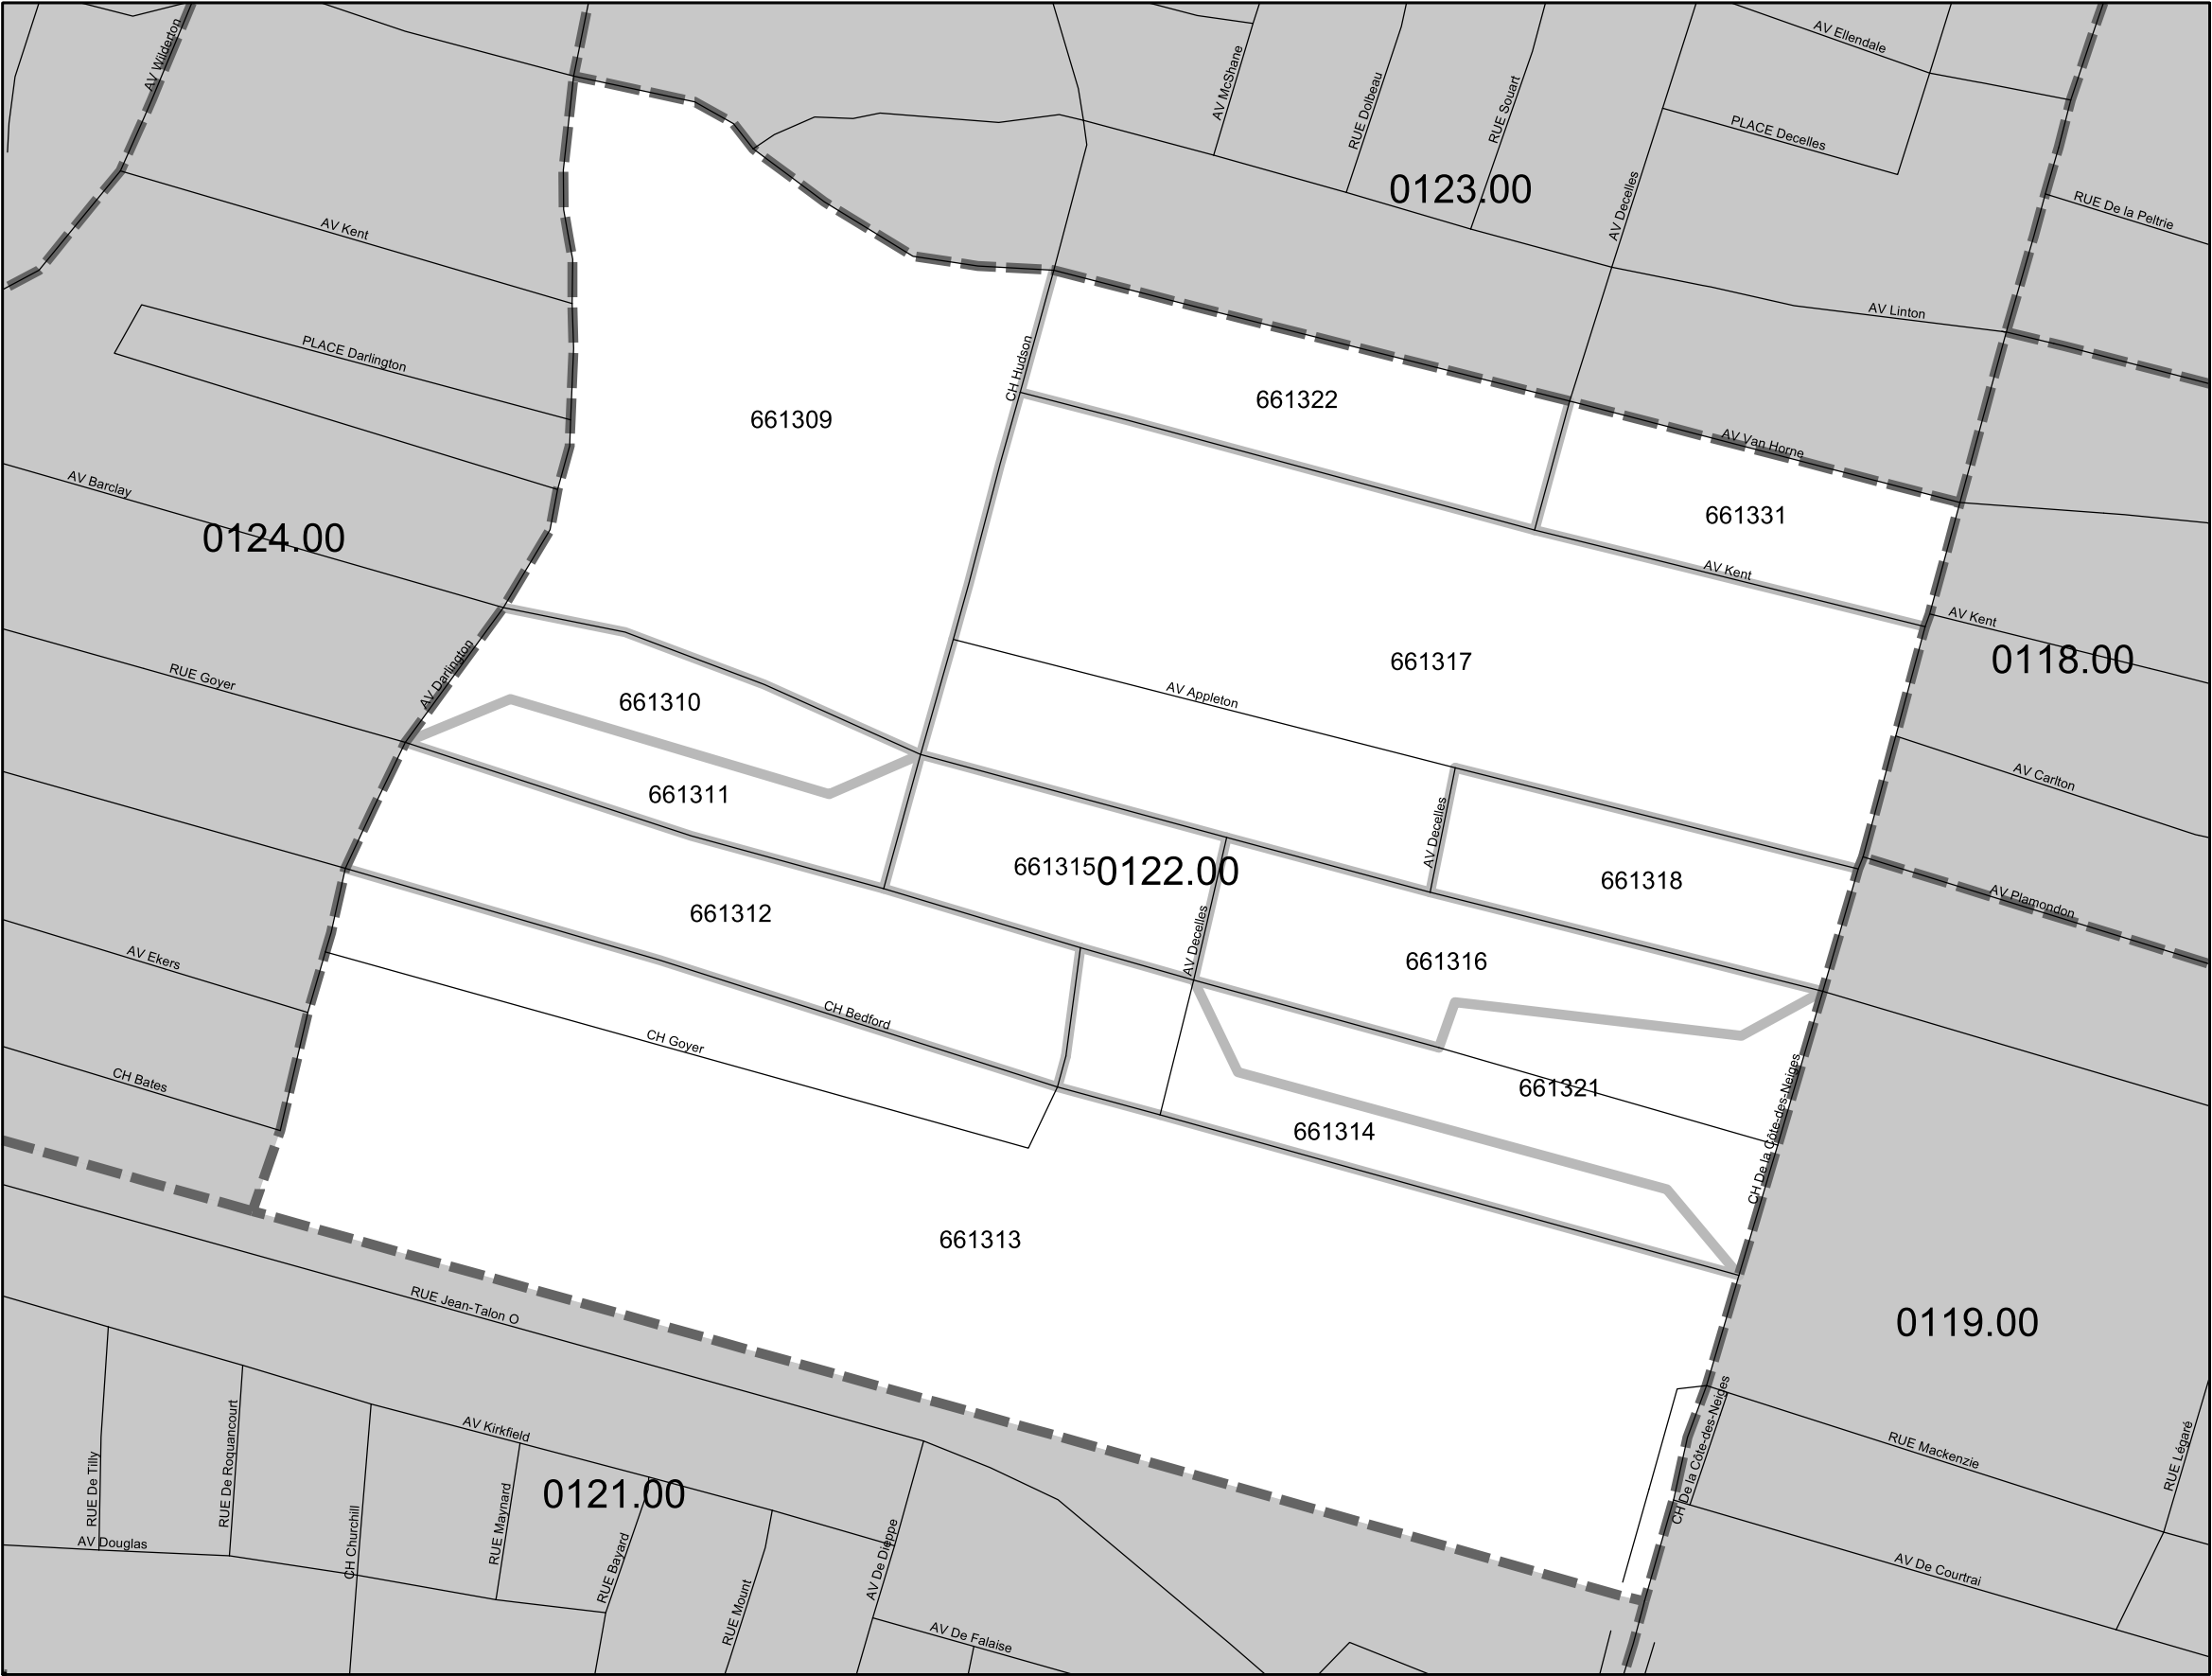 AV Wilderton
AV McShane
RUE Dolbeau
RUE Souart
AV Ellendale
PLACE Decelles
0123.00
AV Decelles
RUE De la Peltrie
AV Kent
AV Linton
PLACE Darlington
CH Hudson
661309
661322
AV Van Horne
AV Barclay
661331
0124.00
AV Kent
AV Kent
0118.00
661317
RUE Goyer
AV Darlington
661310
AV Appleton
AV Carlton
661311
AV Decelles
661315
0122.00
661318
AV Plamondon
661312
AV Decelles
661316
AV Ekers
CH Bedford
CH Goyer
CH Bates
661321
CH De la Côte-des-Neiges
661314
661313
RUE Jean-Talon O
0119.00
AV Kirkfield
CH De la Côte-des-Neiges
RUE Mackenzie
RUE Légaré
RUE De Tilly
RUE De Roquancourt
0121.00
CH Churchill
RUE Maynard
AV Douglas
RUE Bayard
AV De Dieppe
RUE Mount
AV De Courtrai
AV De Falaise